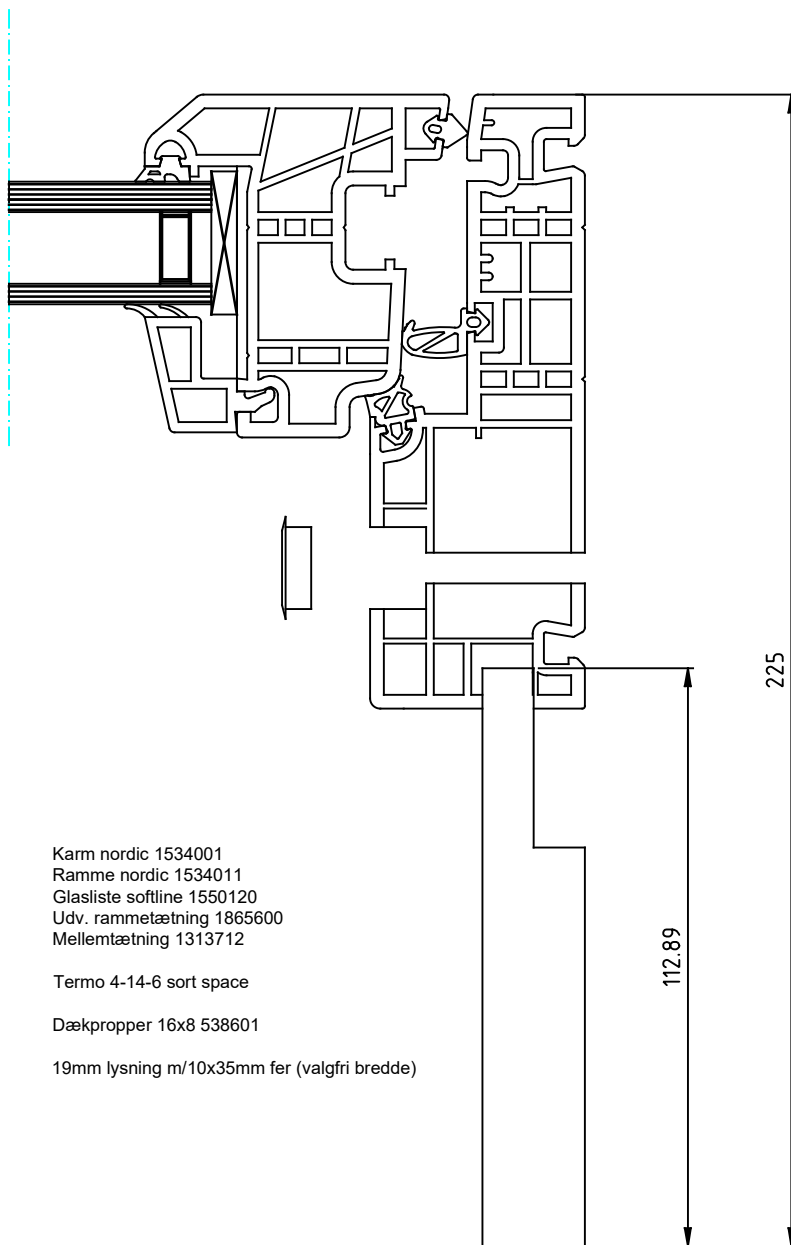 225
112.89
Karm nordic 1534001
Ramme nordic 1534011
Glasliste softline 1550120
Udv. rammetætning 1865600
Mellemtætning 1313712
Termo 4-14-6 sort space
Dækpropper 16x8 538601
19mm lysning m/10x35mm fer (valgfri bredde)